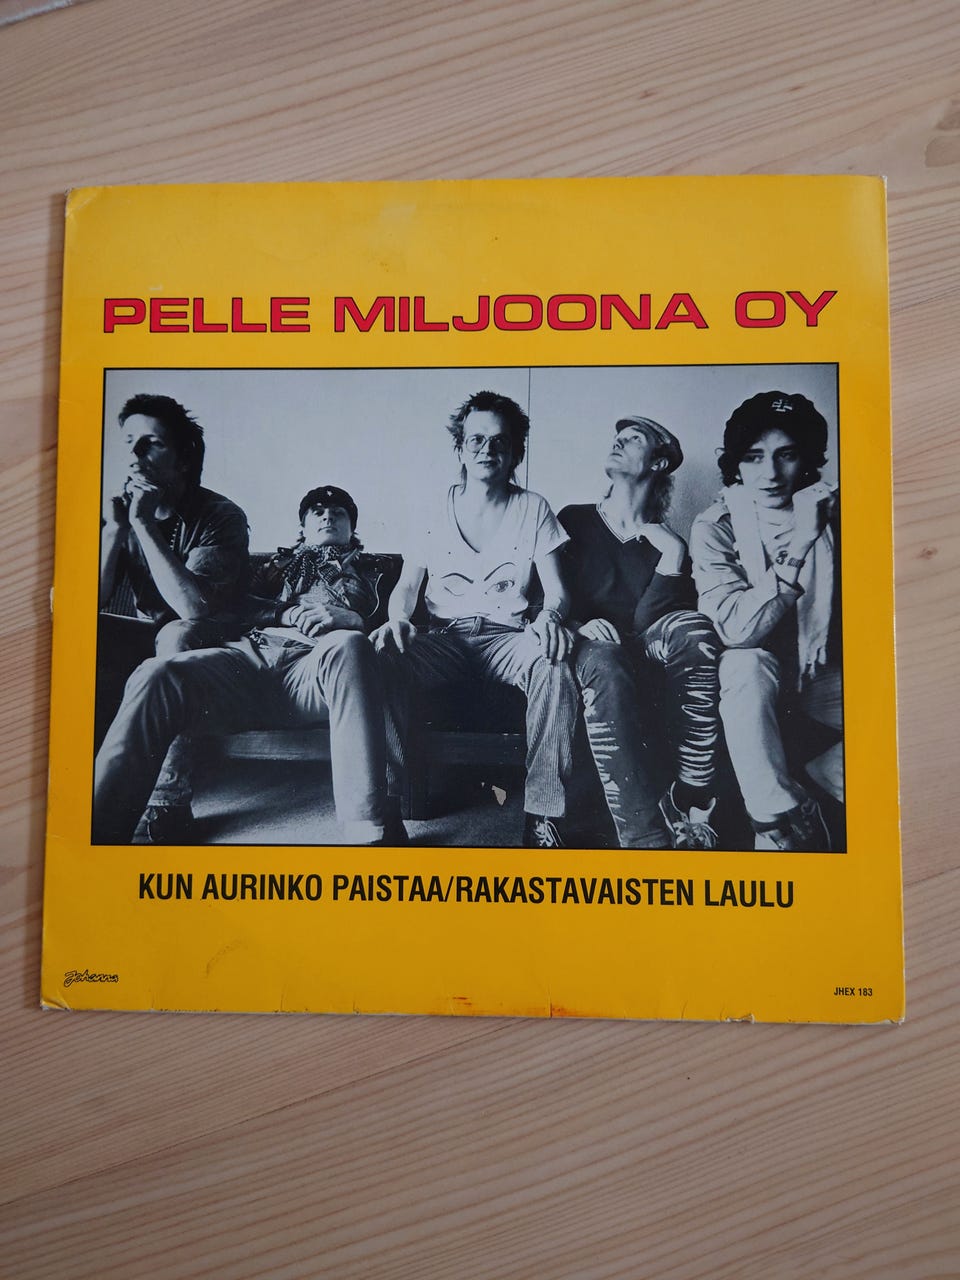 PELLE MILJOONA OY
KUN AURINKO PAISTAA/RAKASTAVAISTEN LAULU
Johanna
JHEX 183